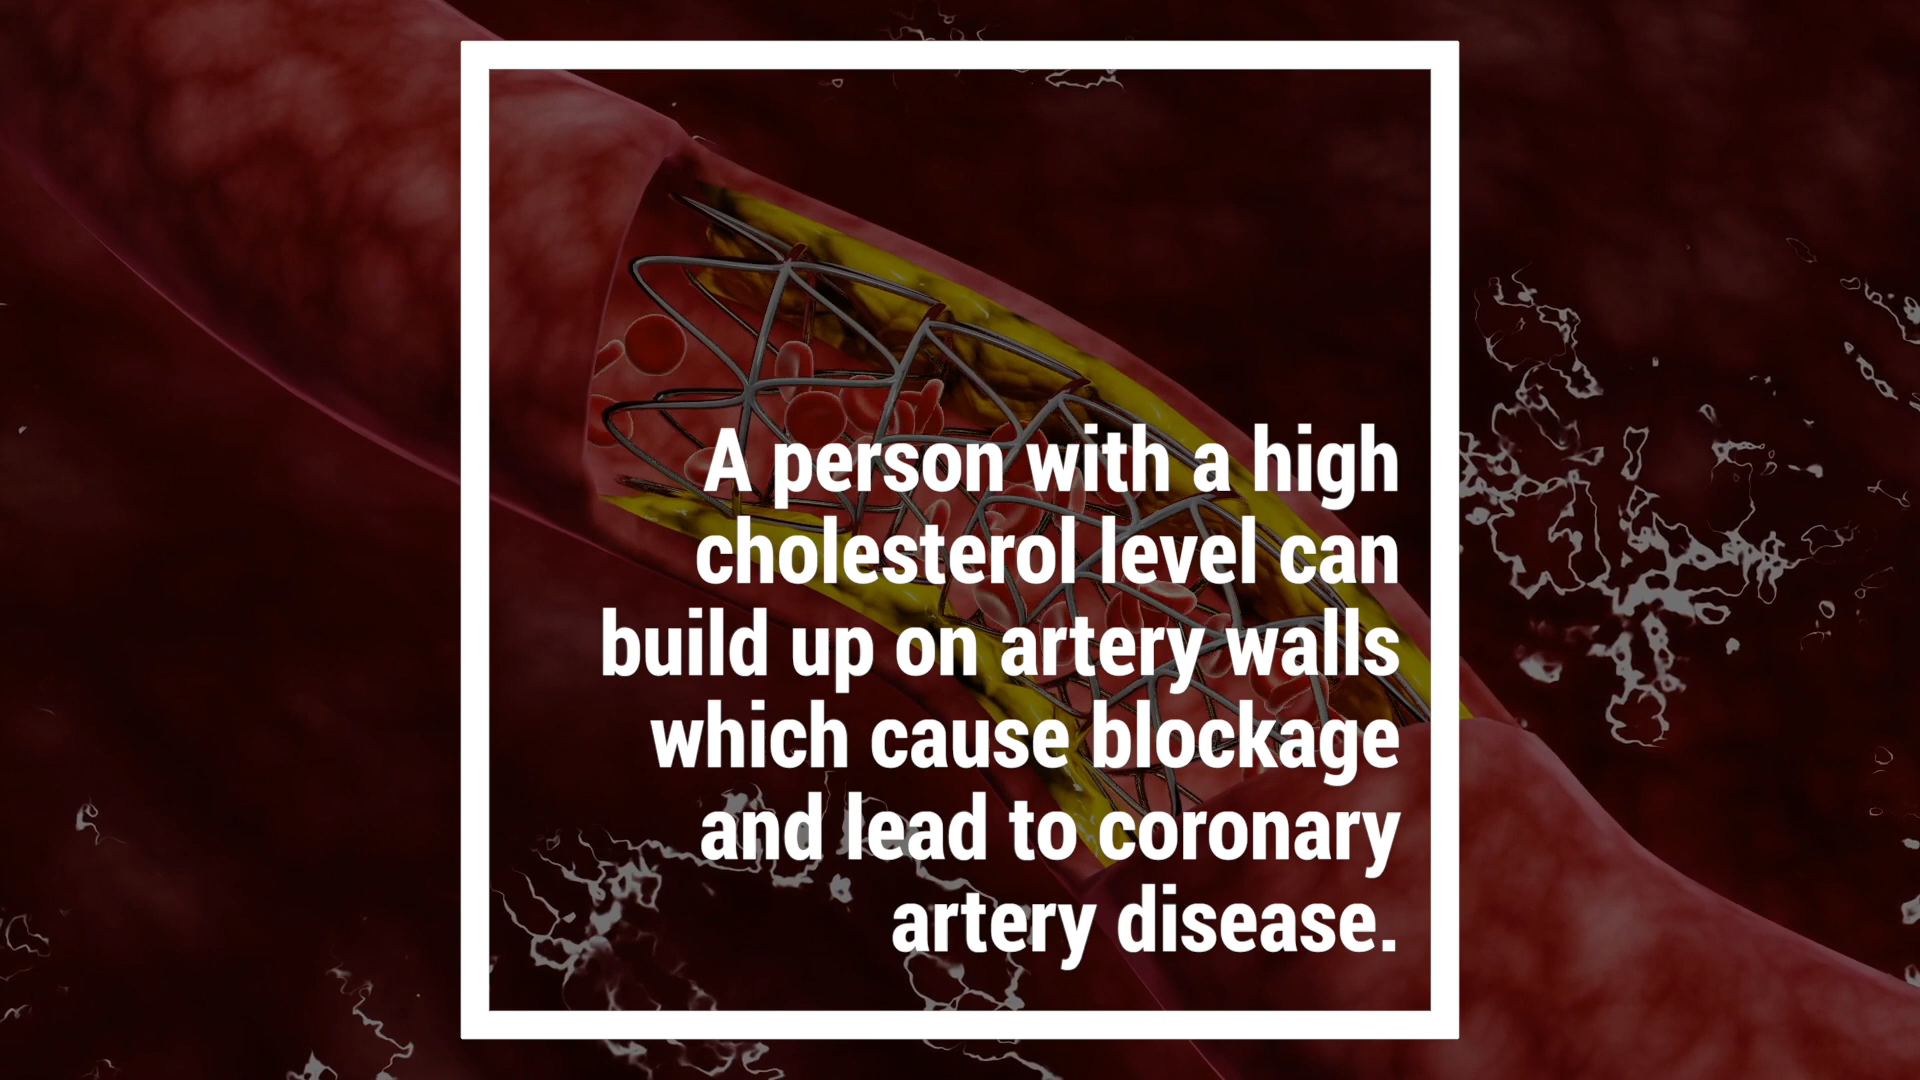 A person with a high
cholesterol level can
build up on artery walls
which cause blockage
and lead to coronary
artery disease.